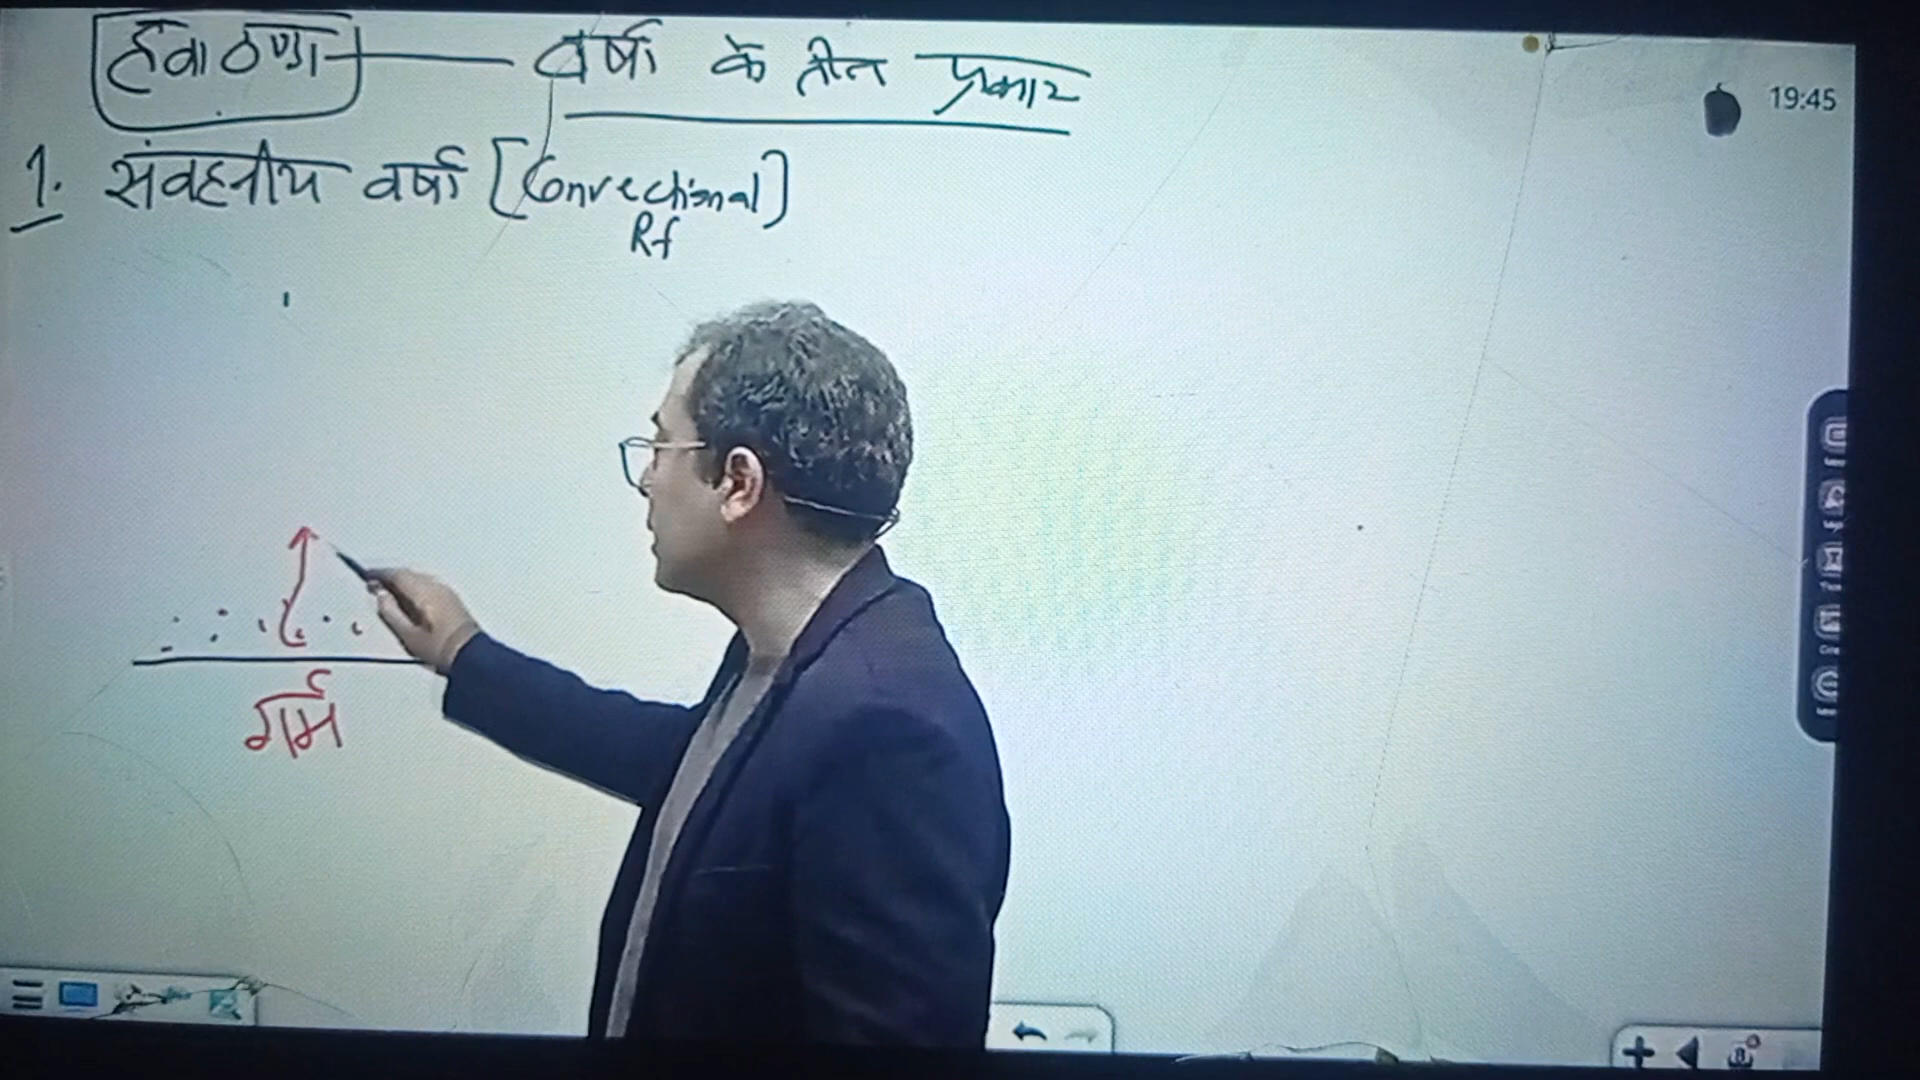 हवा ठण्डा वर्षा के तीन प्रकार
19:45
1. संवहनीय वर्षा [Convectional]
Rf
गर्म